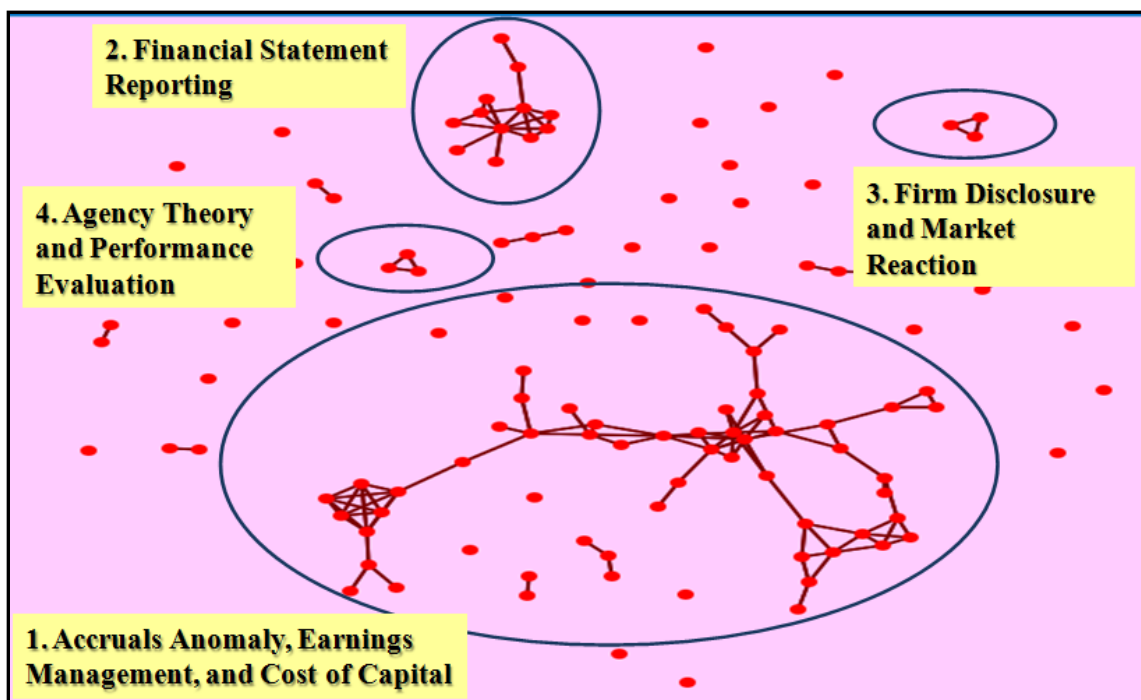 2. Financial Statement
Reporting
3. Firm Disclosure
and Market
Reaction
4. Agency Theory
and Performance
Evaluation
1. Accruals Anomaly, Earnings
Management, and Cost of Capital